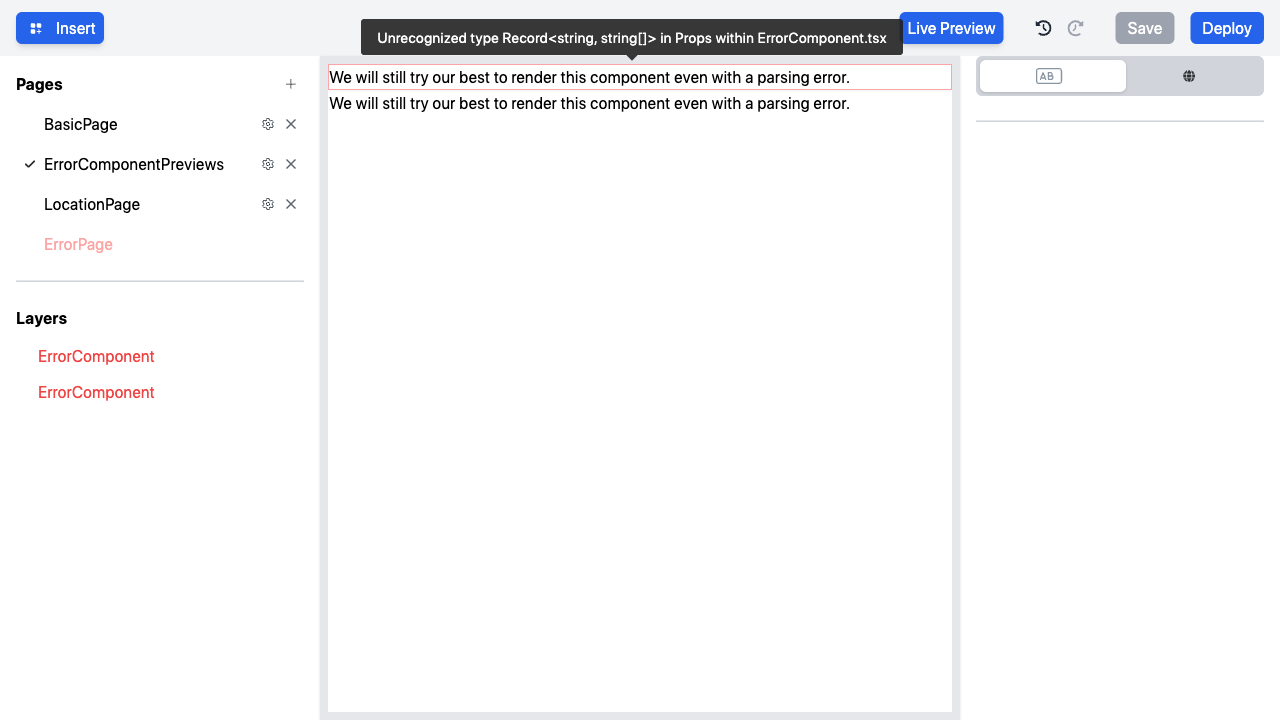 Insert
Unrecognized type Record<string, string[]> in Props within ErrorComponent.tsx
Live Preview
Save
Deploy
Pages
BasicPage
ErrorComponentPreviews
LocationPage
ErrorPage
Layers
ErrorComponent
ErrorComponent
We will still try our best to render this component even with a parsing error.
We will still try our best to render this component even with a parsing error.
AB